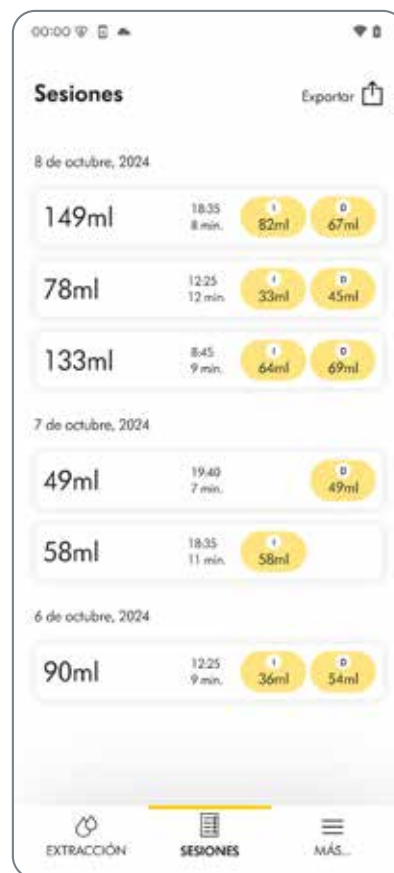 00:00
Sesiones
Exportar
8 de octubre, 2024
149ml
18:35
8 min.
I
82ml
D
67ml
78ml
12:25
12 min.
I
33ml
D
45ml
133ml
8:45
9 min.
I
64ml
D
69ml
7 de octubre, 2024
49ml
19:40
7 min.
D
49ml
58ml
18:35
11 min.
I
58ml
6 de octubre, 2024
90ml
12:25
9 min.
I
36ml
D
54ml
EXTRACCIÓN
SESIONES
MÁS...